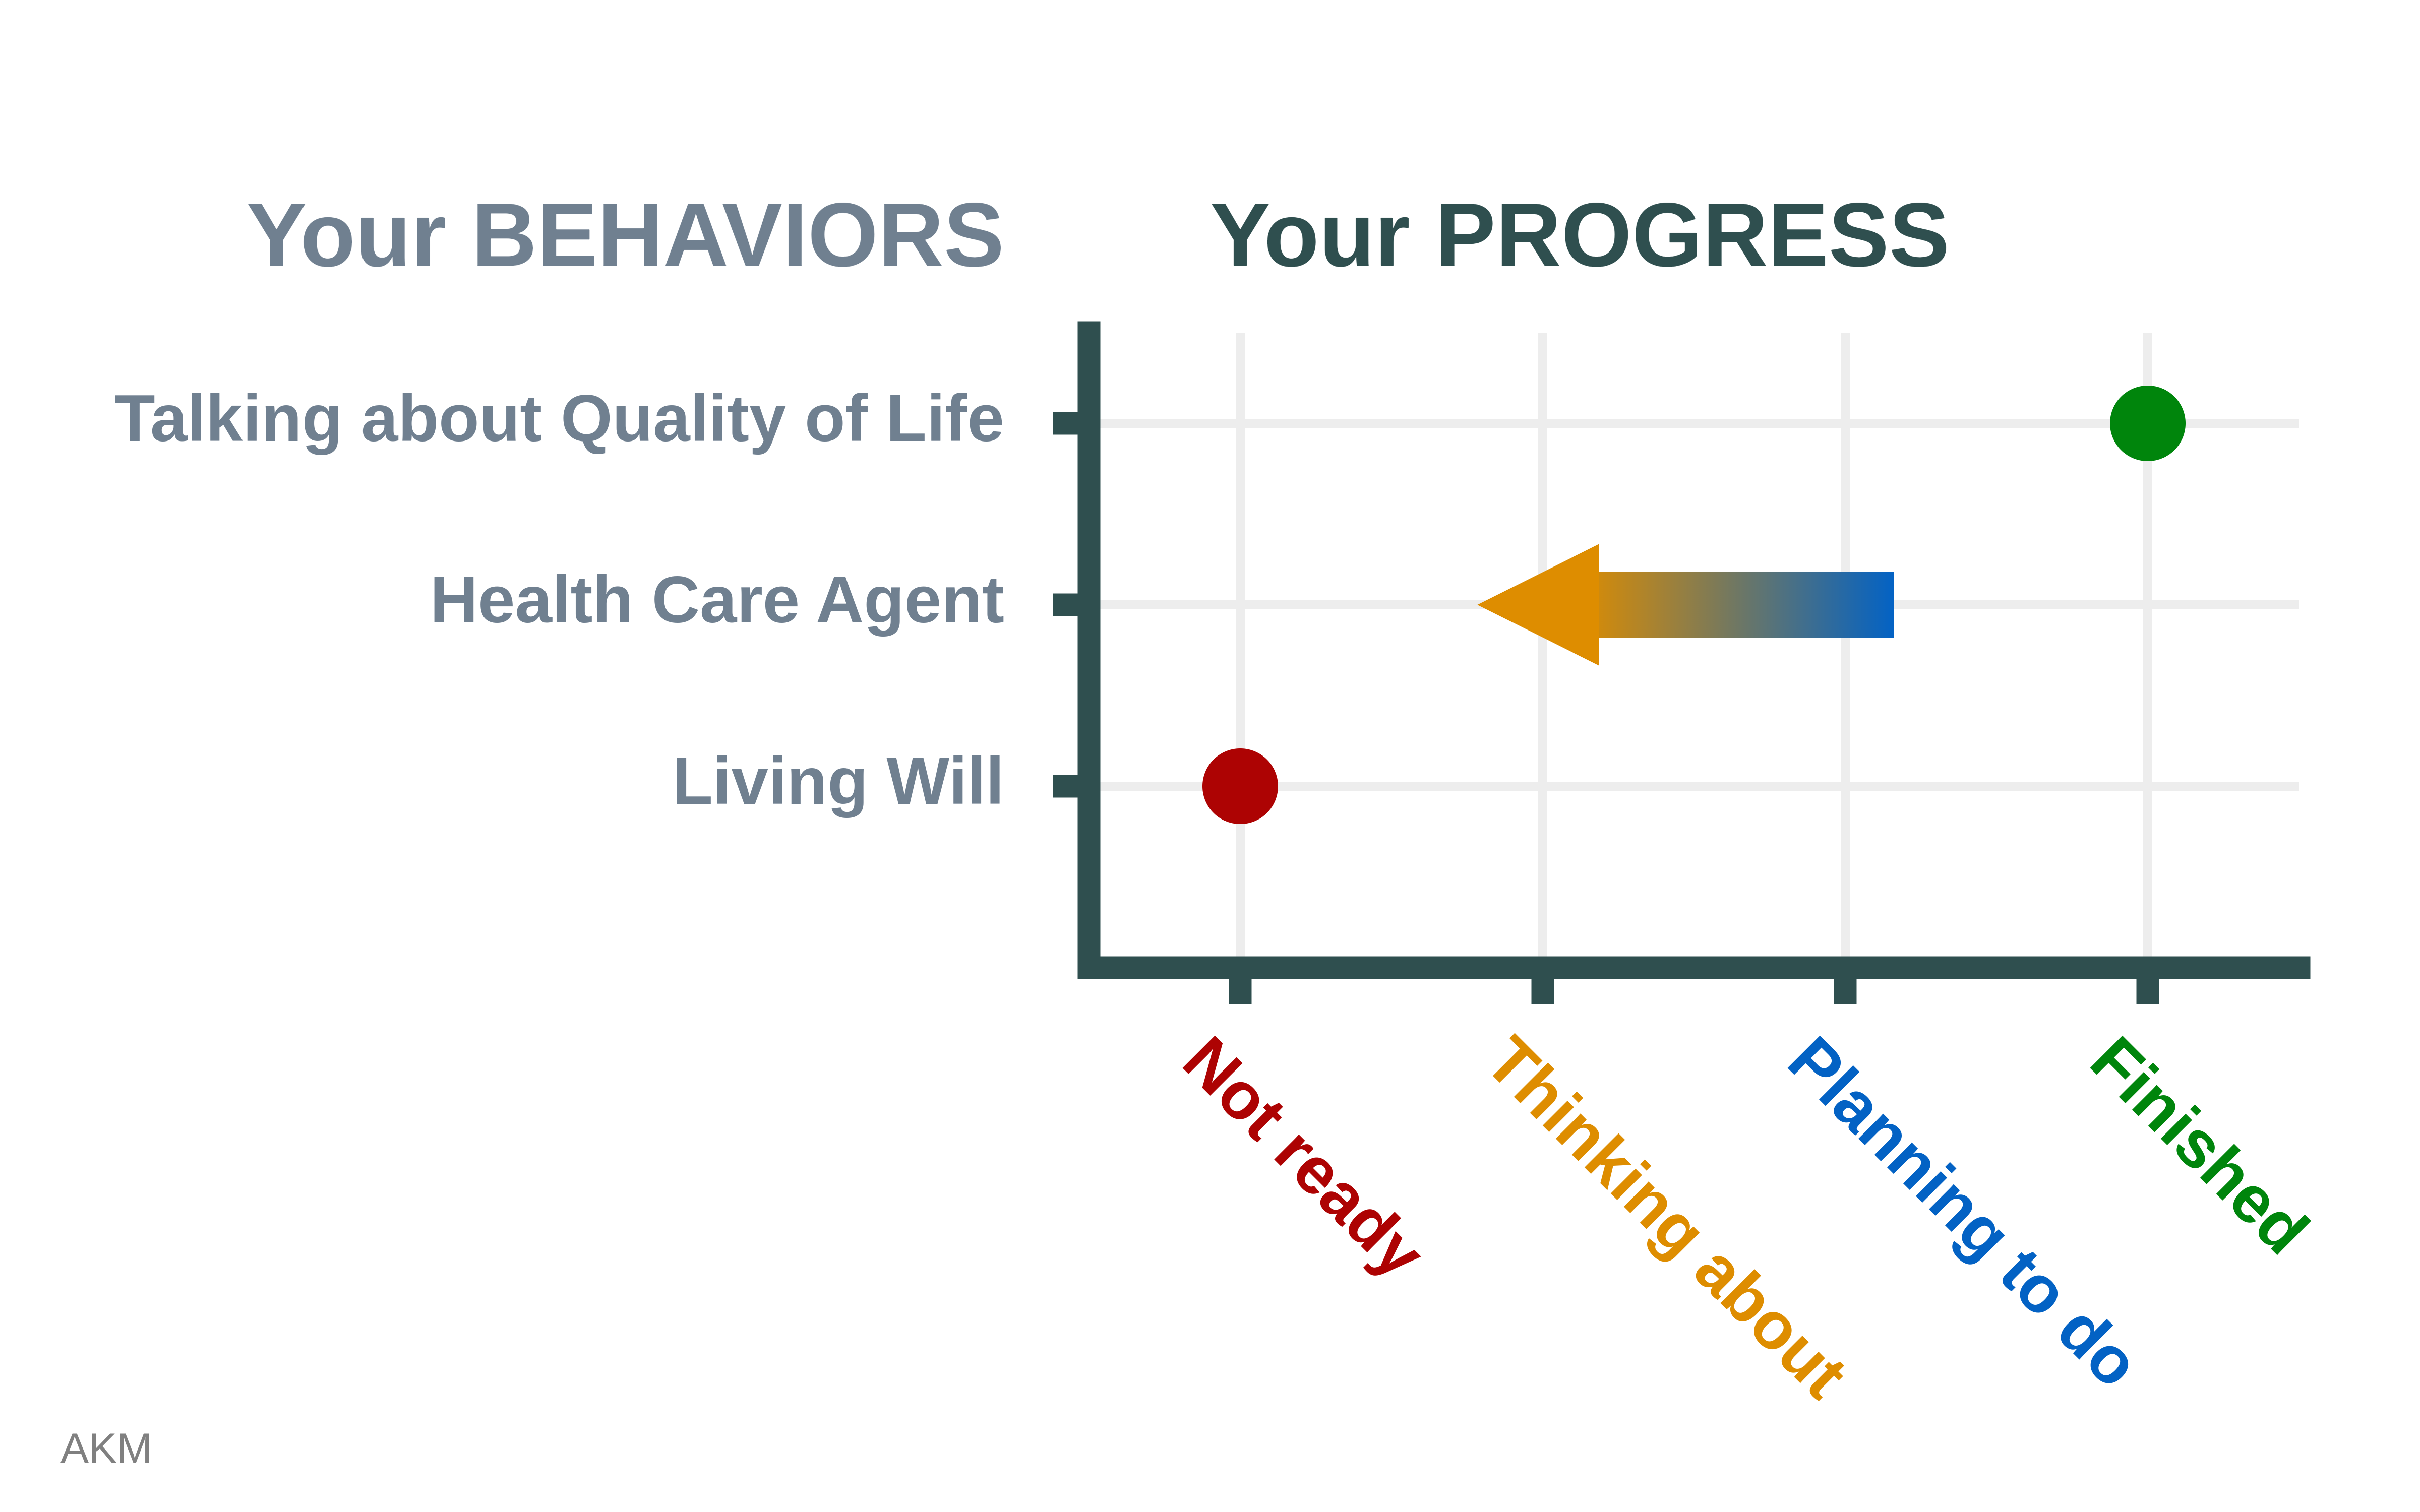 Your BEHAVIORS
Your PROGRESS
Talking about Quality of Life
Health Care Agent
Living Will
Not ready
Thinking about
Planning to do
Finished
AKM